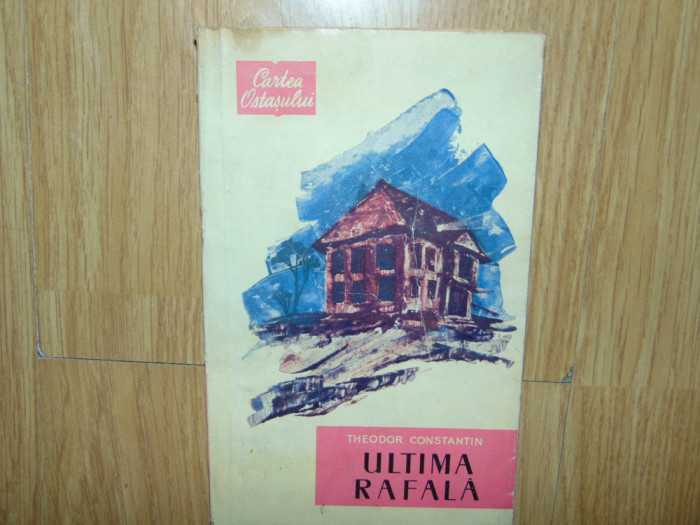 Cartea
Ostașului
THEODOR CONSTANTIN
ULTIMA
RAFALĂ